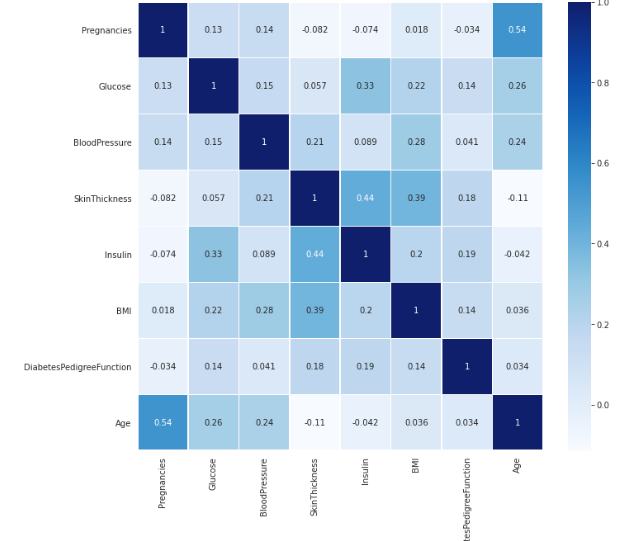 Pregnancies 1 0.13 0.14 -0.082 -0.074 0.018 -0.034 0.54
Glucose 0.13 1 0.15 0.057 0.33 0.22 0.14 0.26
BloodPressure 0.14 0.15 1 0.21 0.089 0.28 0.041 0.24
SkinThickness -0.082 0.057 0.21 1 0.44 0.39 0.18 -0.11
Insulin -0.074 0.33 0.089 0.44 1 0.2 0.19 -0.042
BMI 0.018 0.22 0.28 0.39 0.2 1 0.14 0.036
DiabetesPedigreeFunction -0.034 0.14 0.041 0.18 0.19 0.14 1 0.034
Age 0.54 0.26 0.24 -0.11 -0.042 0.036 0.034 1
Pregnancies
Glucose
BloodPressure
SkinThickness
Insulin
BMI
tesPedigreeFunction
Age
1.0
0.8
0.6
0.4
0.2
0.0